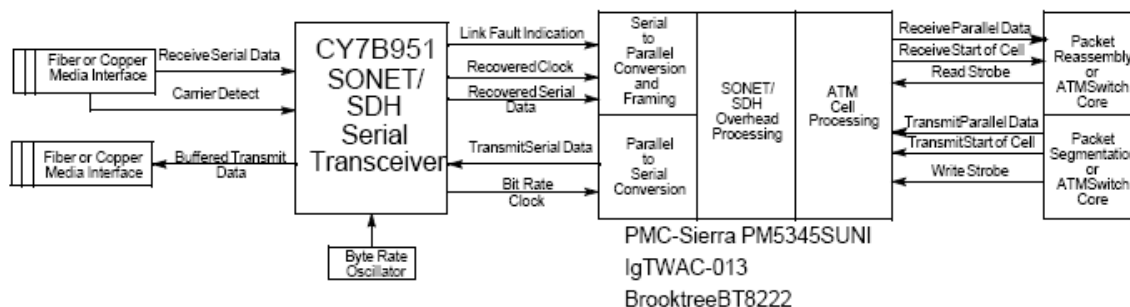 Fiber or Copper
Media Interface
Receive Serial Data
Carrier Detect
Fiber or Copper
Media Interface
Buffered Transmit
Data
CY7B951
SONET/
SDH
Serial
Transceiver
Byte Rate
Oscillator
Link Fault Indication
Recovered Clock
Recovered Serial
Data
Transmit Serial Data
Bit Rate
Clock
Serial
to
Parallel
Conversion
and
Framing
Parallel
to
Serial
Conversion
SONET/
SDH
Overhead
Processing
ATM
Cell
Processing
Receive Parallel Data
Receive Start of Cell
Read Strobe
Transmit Parallel Data
Transmit Start of Cell
Write Strobe
Packet
Reassembly
or
ATMSwitch
Core
Packet
Segmentation
or
ATMSwitch
Core
PMC-Sierra PM5345SUNI
IgTWAC-013
BrooktreeBT8222